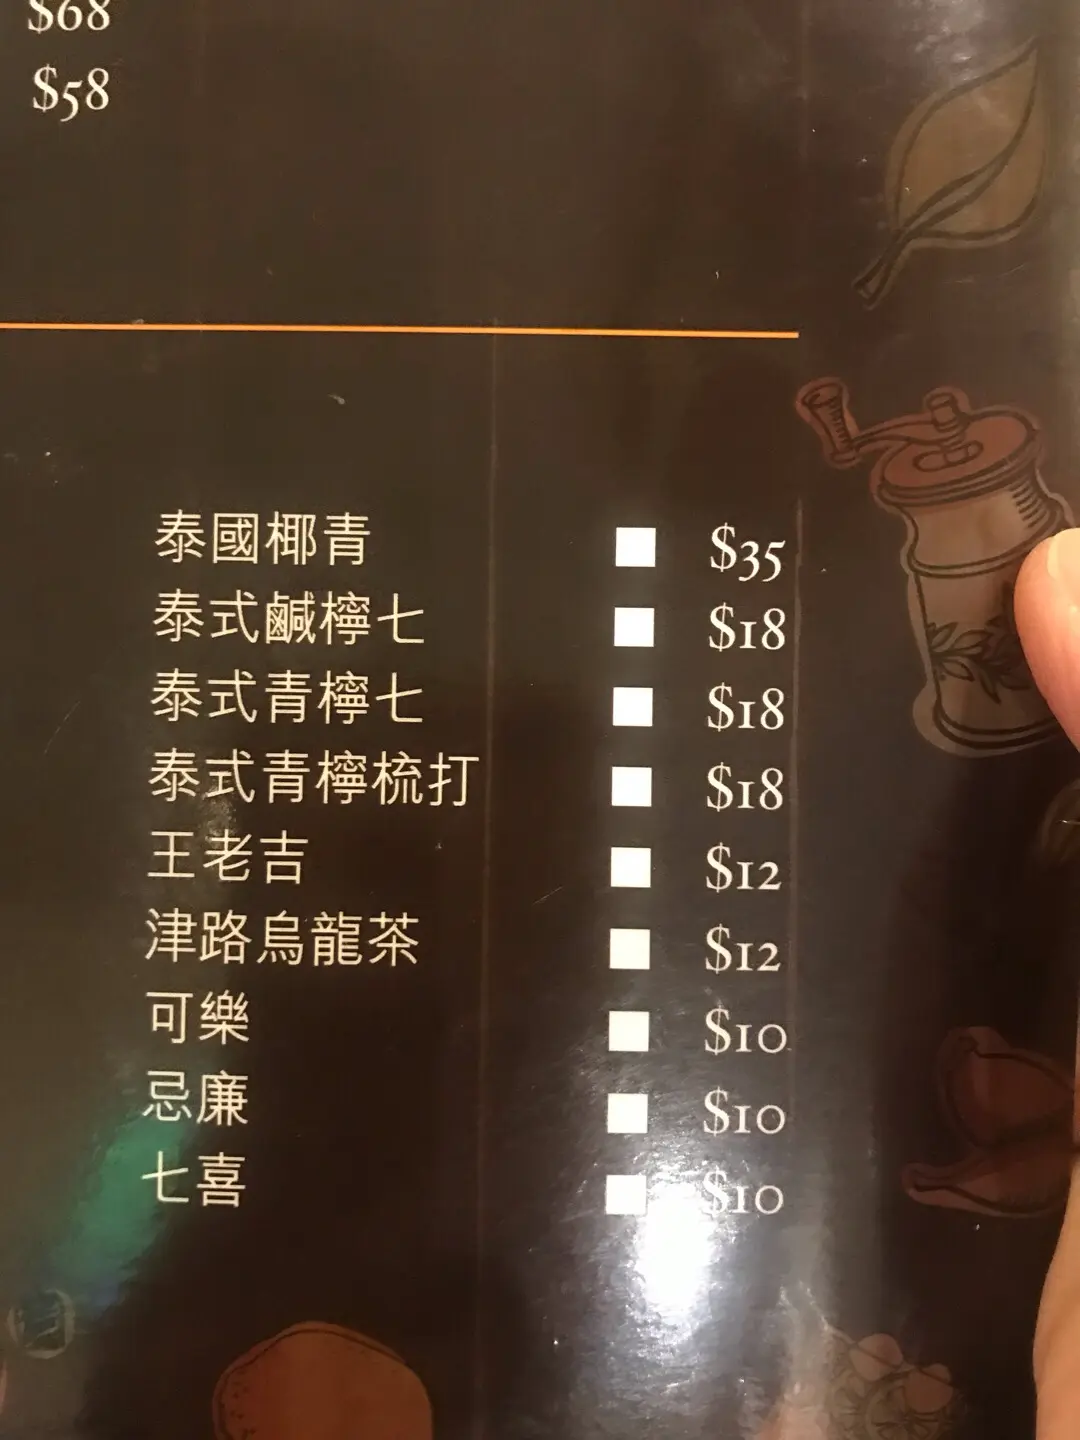 $68
$58
泰國椰青 $35
泰式鹹檸七 $18
泰式青檸七 $18
泰式青檸梳打 $18
王老吉 $12
津路烏龍茶 $12
可樂 $10
忌廉 $10
七喜 $10